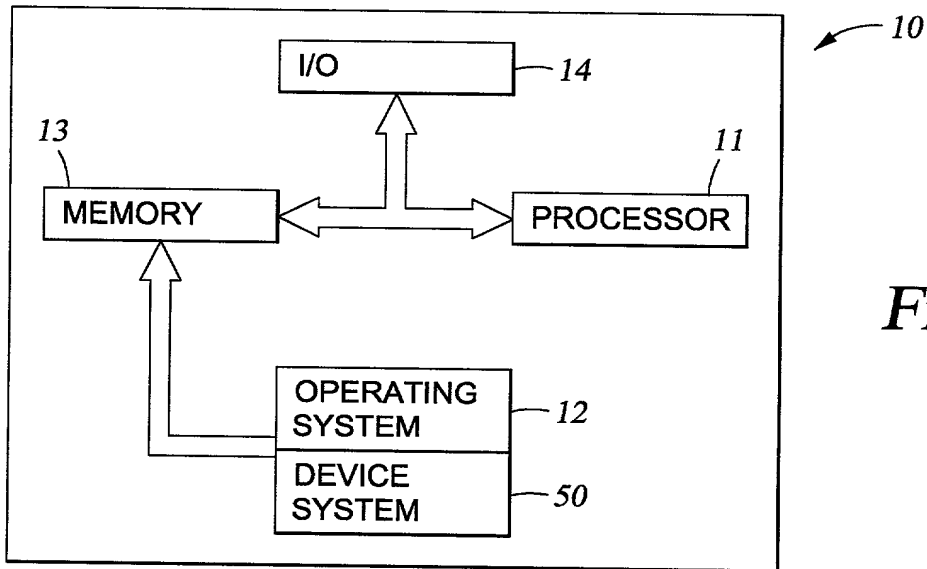 10
I/O
14
13
11
MEMORY
PROCESSOR
OPERATING
SYSTEM
12
DEVICE
SYSTEM
50